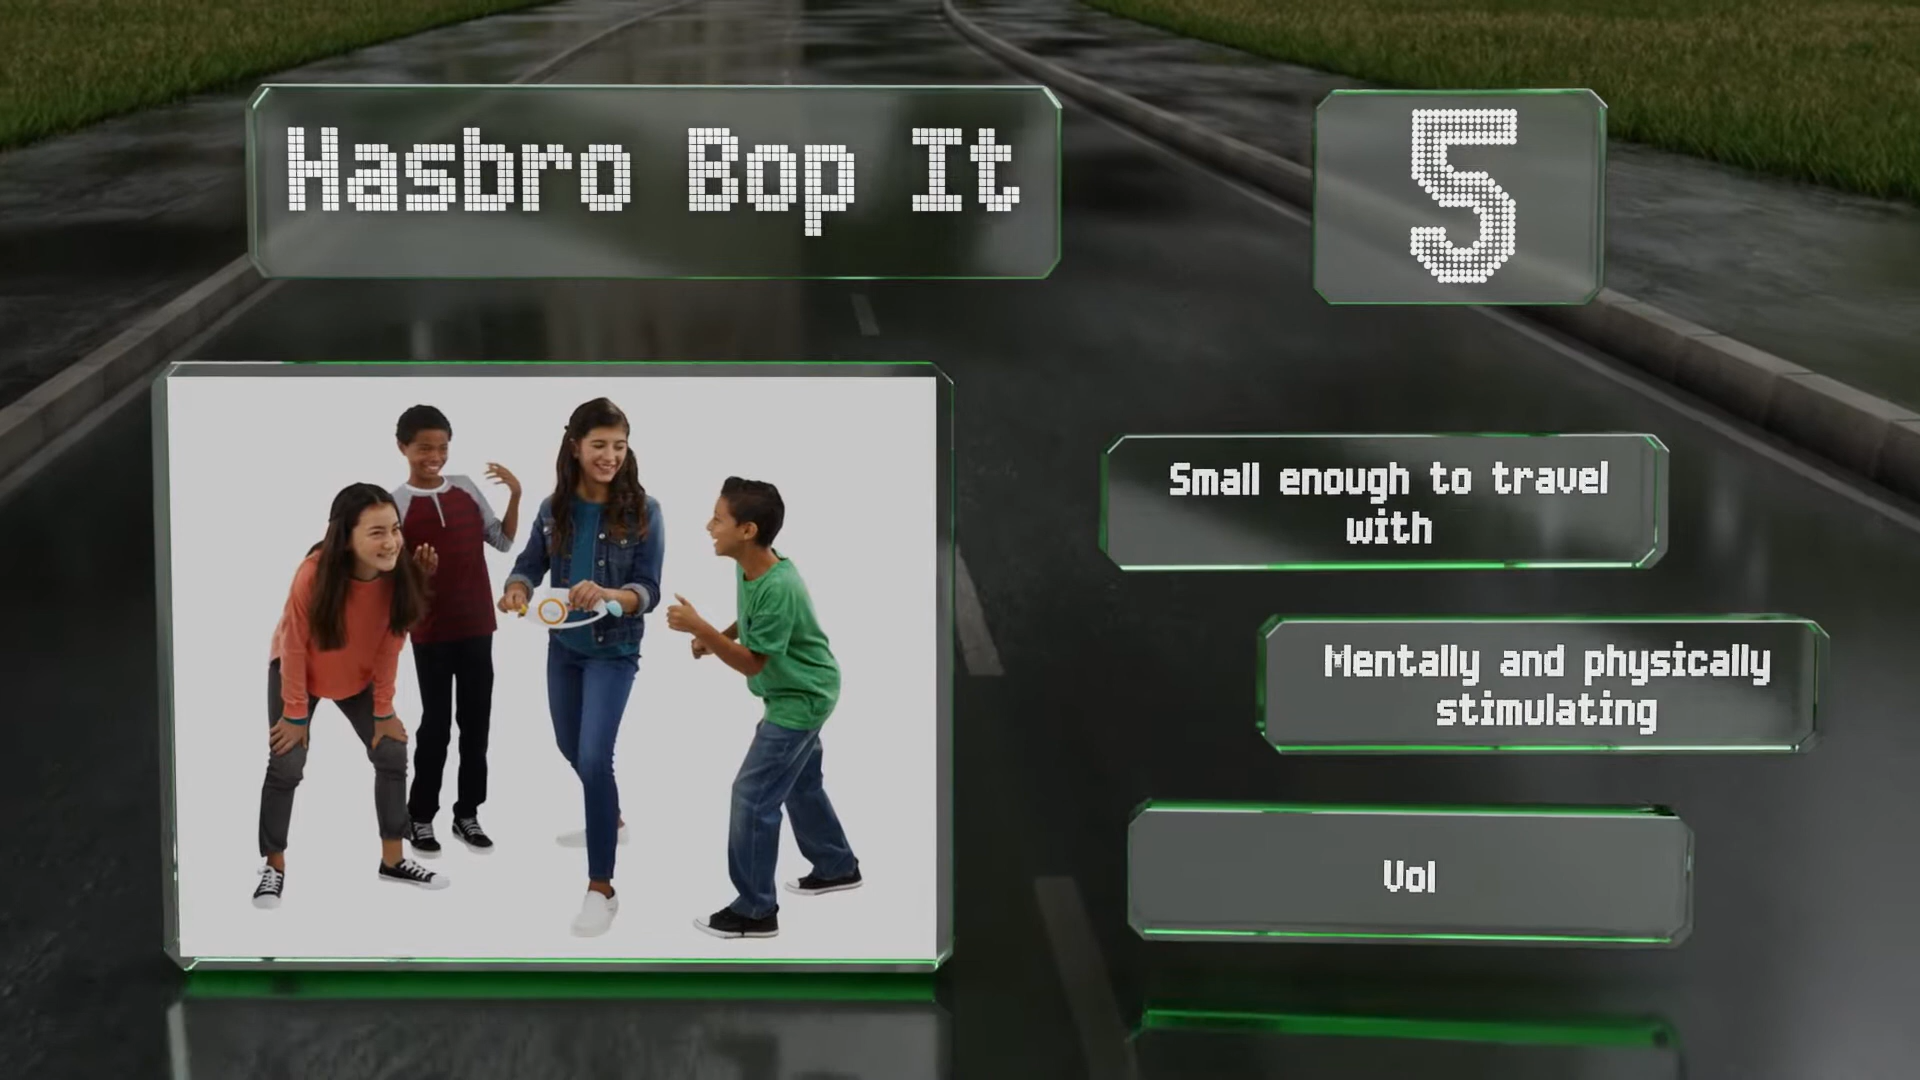 Hasbro Bop It
5
Small enough to travel
with
Mentally and physically
stimulating
Vol